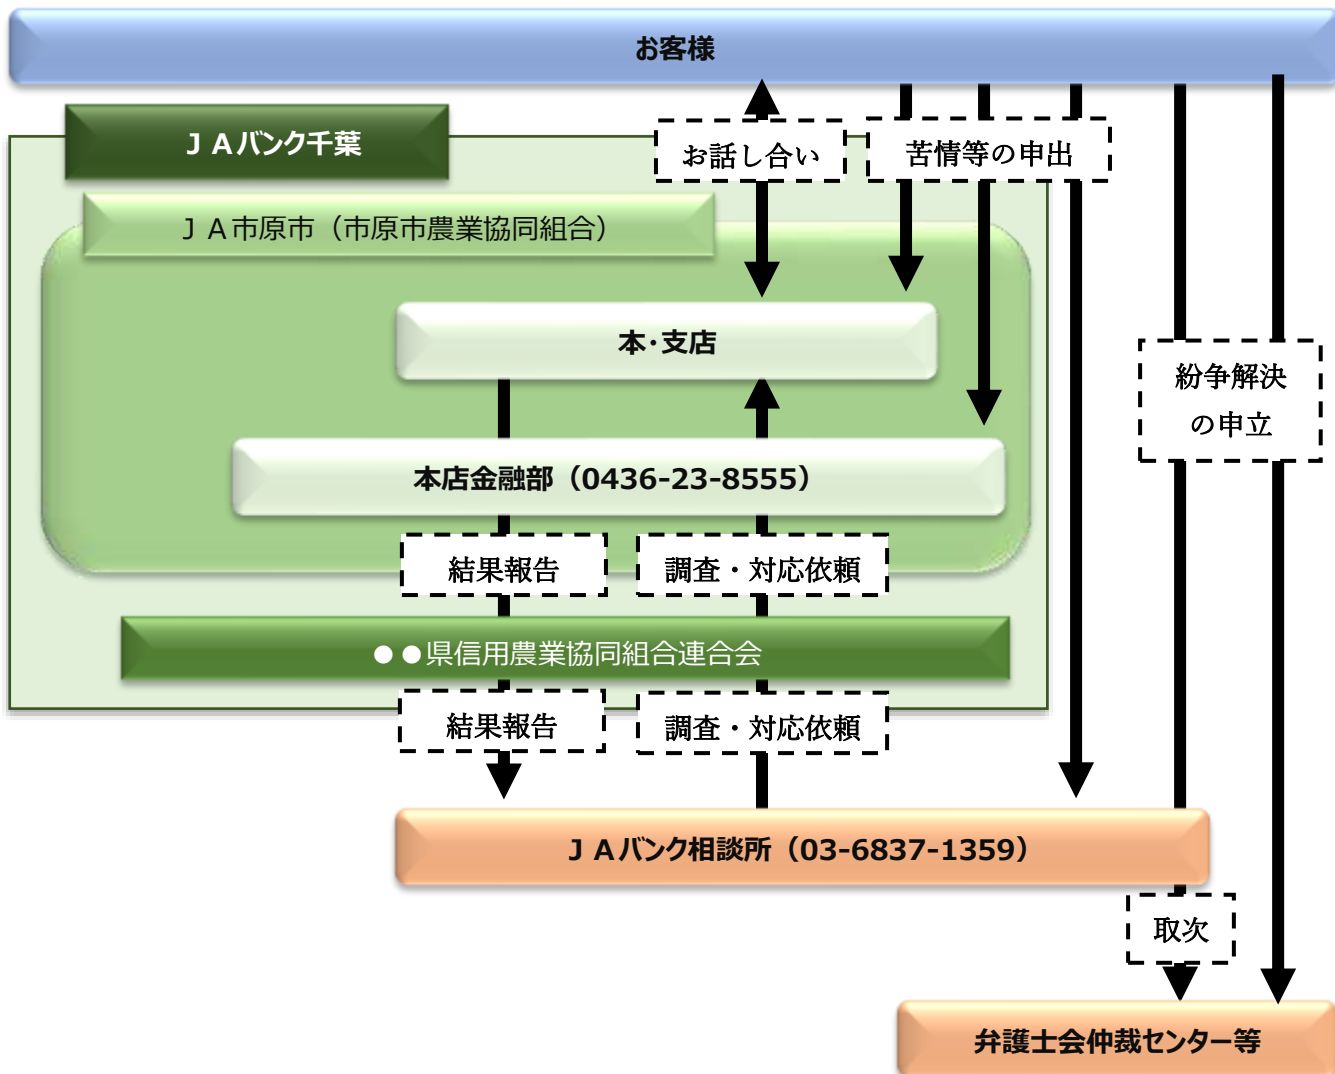 お客様
ＪＡバンク千葉
お話し合い
苦情等の申出
ＪＡ市原市（市原市農業協同組合）
本・支店
紛争解決
の申立
本店金融部（0436-23-8555）
結果報告
調査・対応依頼
●●県信用農業協同組合連合会
結果報告
調査・対応依頼
ＪＡバンク相談所（03-6837-1359）
取次
弁護士会仲裁センター等